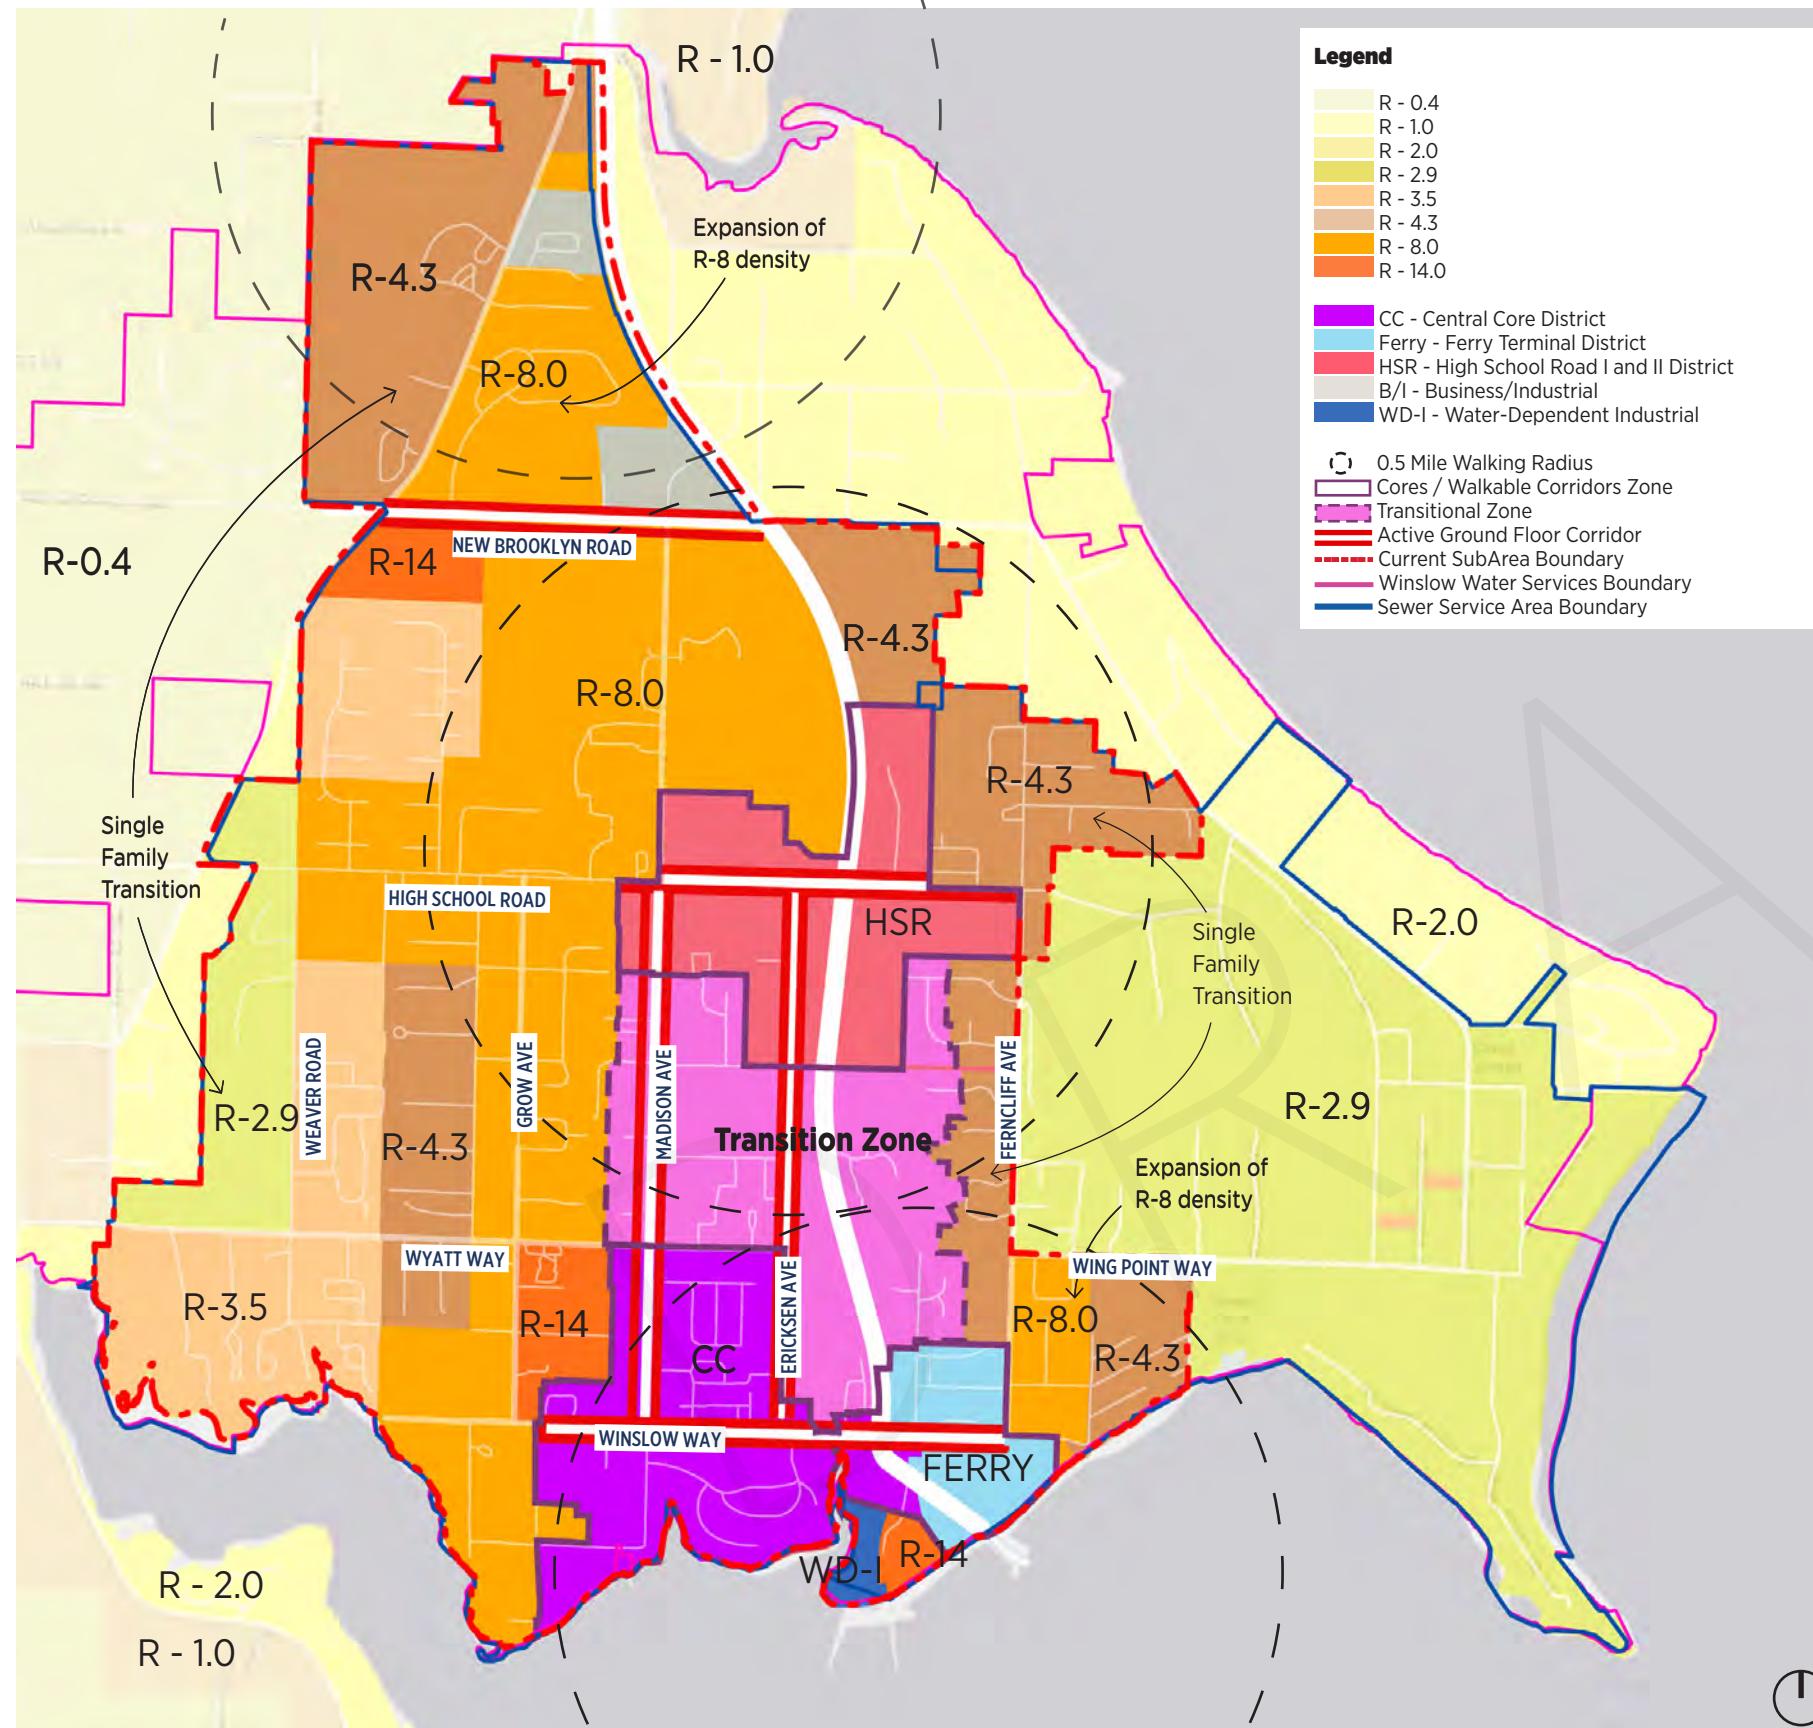 R - 1.0
Legend
R - 0.4
R - 1.0
R - 2.0
R - 2.9
R - 3.5
R - 4.3
R - 8.0
R - 14.0
CC - Central Core District
Ferry - Ferry Terminal District
HSR - High School Road I and II District
B/I - Business/Industrial
WD-I - Water-Dependent Industrial
0.5 Mile Walking Radius
Cores / Walkable Corridors Zone
Transitional Zone
Active Ground Floor Corridor
Current SubArea Boundary
Winslow Water Services Boundary
Sewer Service Area Boundary
Expansion of
R-8 density
R-4.3
R-8.0
NEW BROOKLYN ROAD
R-0.4
R-14
R-4.3
R-8.0
R-4.3
Single
Family
Transition
HIGH SCHOOL ROAD
HSR
R-2.0
Single
Family
Transition
WEAVER ROAD
GROW AVE
MADISON AVE
FERNCLIFF AVE
R-2.9
R-2.9
R-4.3
Transition Zone
Expansion of
R-8 density
WYATT WAY
WING POINT WAY
ERICKSEN AVE
R-3.5
R-14
R-8.0
CC
R-4.3
WINSLOW WAY
FERRY
WD-I
R-14
R - 2.0
R - 1.0